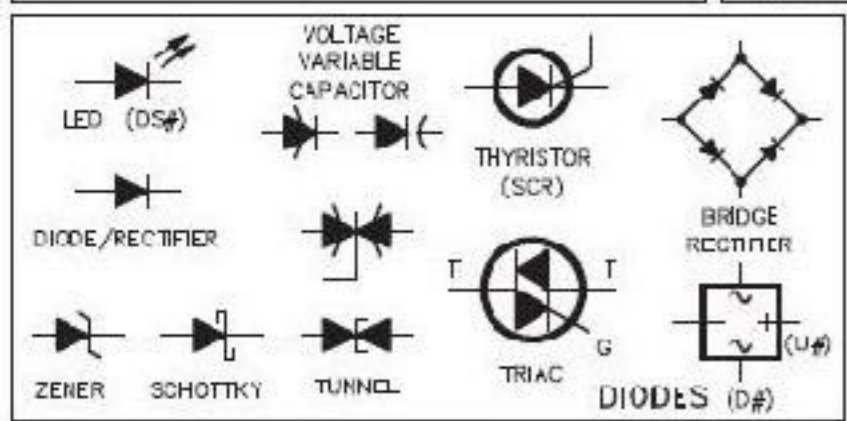 VOLTAGE
VARIABLE
CAPACITOR
LED (DS#)
THYRISTOR
(SCR)
DIODE/RECTIFIER
BRIDGE
RECTIFIER
T T
G
(U#)
ZENER
SCHOTTKY
TUNNEL
TRIAC
DIODES (D#)